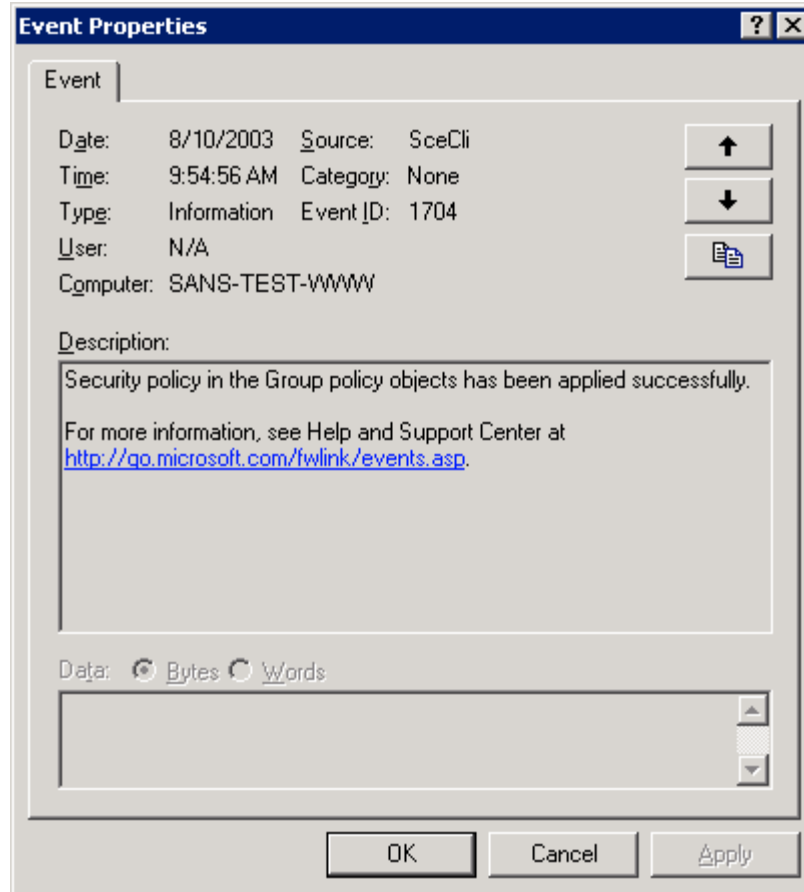 Event Properties
Event
Date: 8/10/2003 Source: SceCli
Time: 9:54:56 AM Category: None
Type: Information Event ID: 1704
User: N/A
Computer: SANS-TEST-WWW
Description:
Security policy in the Group policy objects has been applied successfully.
For more information, see Help and Support Center at
http://go.microsoft.com/fwlink/events.asp.
Data: Bytes Words
OK Cancel Apply